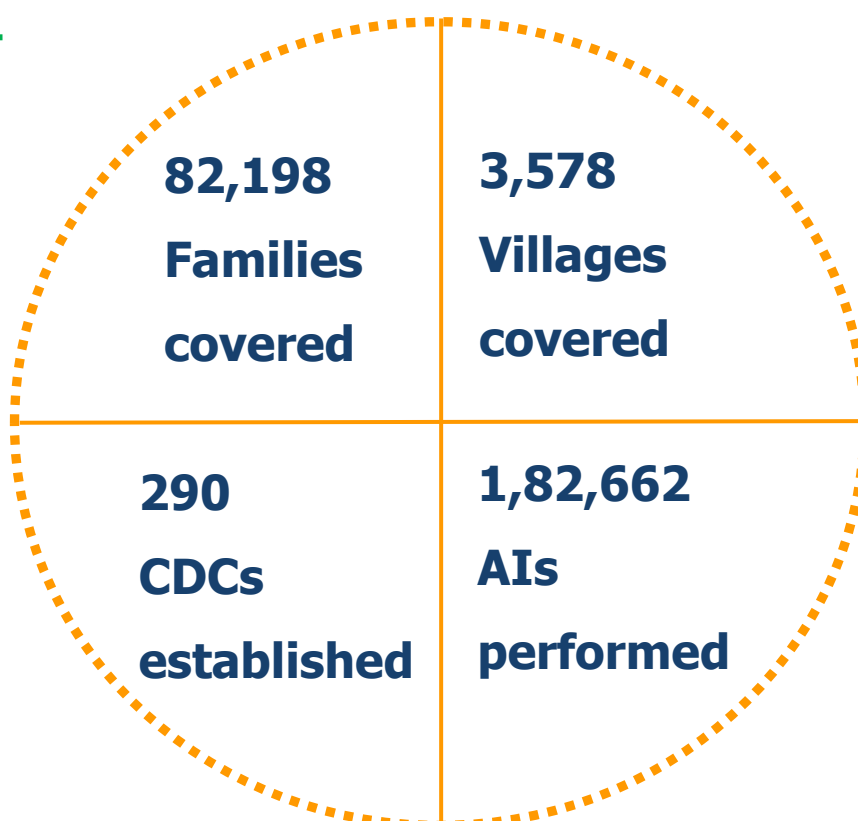 82,198
Families
covered
3,578
Villages
covered
290
CDCs
established
1,82,662
AIs
performed